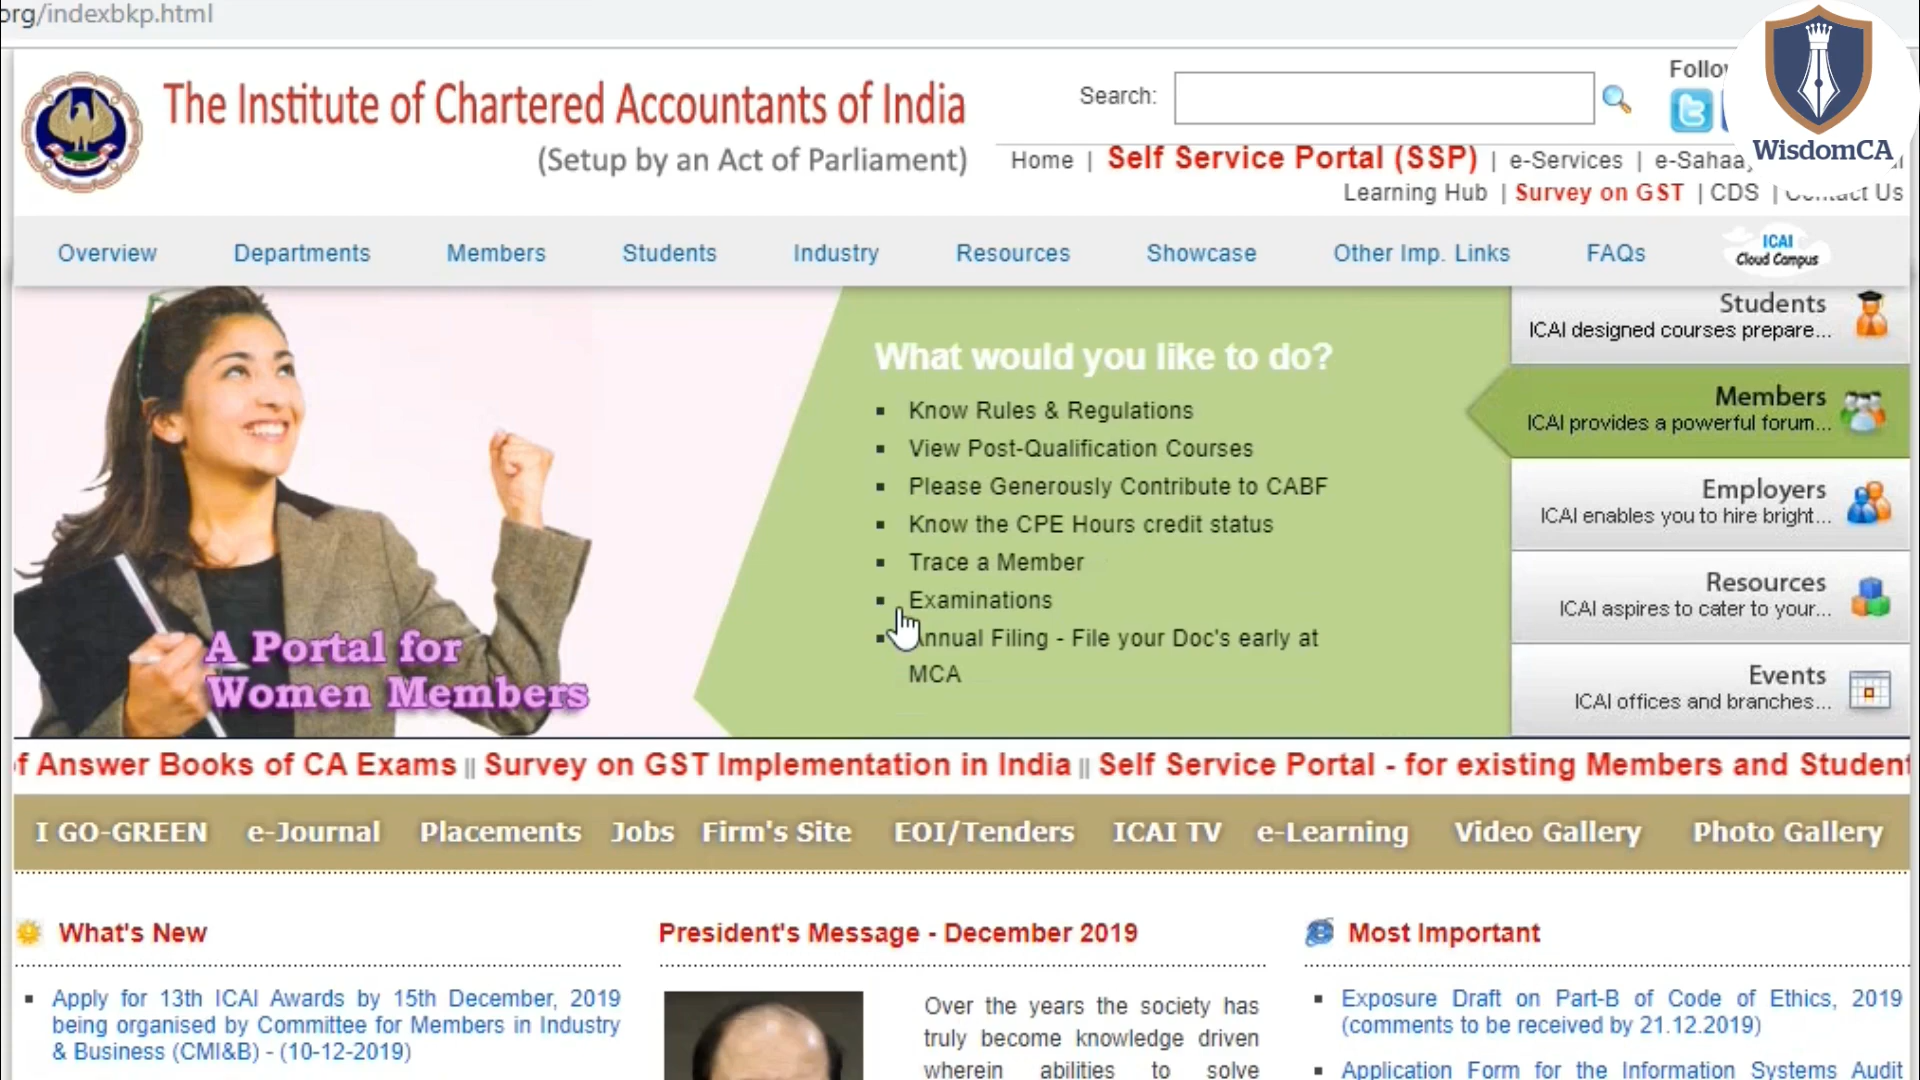 org/indexbkp.html
The Institute of Chartered Accountants of India
(Setup by an Act of Parliament)
Search:
WisdomCA
Home | Self Service Portal (SSP) | e-Services |
Learning Hub | Survey on GST | CDS | Us
Overview Departments Members Students Industry Resources Showcase Other Imp. Links FAQs ICAI Cloud Campus
A Portal for
Women Members
What would you like to do?
Know Rules & Regulations
View Post-Qualification Courses
Please Generously Contribute to CABF
Know the CPE Hours credit status
Trace a Member
Examinations
Filing - File your Doc's early at
MCA
Students
ICAI designed courses prepare...
Members
ICAI provides a powerful forum...
Employers
ICAI enables you to hire bright...
Resources
ICAI aspires to cater to your...
Events
ICAI offices and branches...
f Answer Books of CA Exams || Survey on GST Implementation in India || Self Service Portal - for existing Members and Student
I GO-GREEN e-Journal Placements Jobs Firm's Site EOI/Tenders ICAI TV e-Learning Video Gallery Photo Gallery
What's New
Apply for 13th ICAI Awards by 15th December, 2019
being organised by Committee for Members in Industry
& Business (CMI&B) - (10-12-2019)
President's Message - December 2019
Over the years the society has
truly become knowledge driven
wherein abilities to solve
Most Important
Exposure Draft on Part-B of Code of Ethics, 2019
(comments to be received by 21.12.2019)
Application Form for the Information Systems Audit